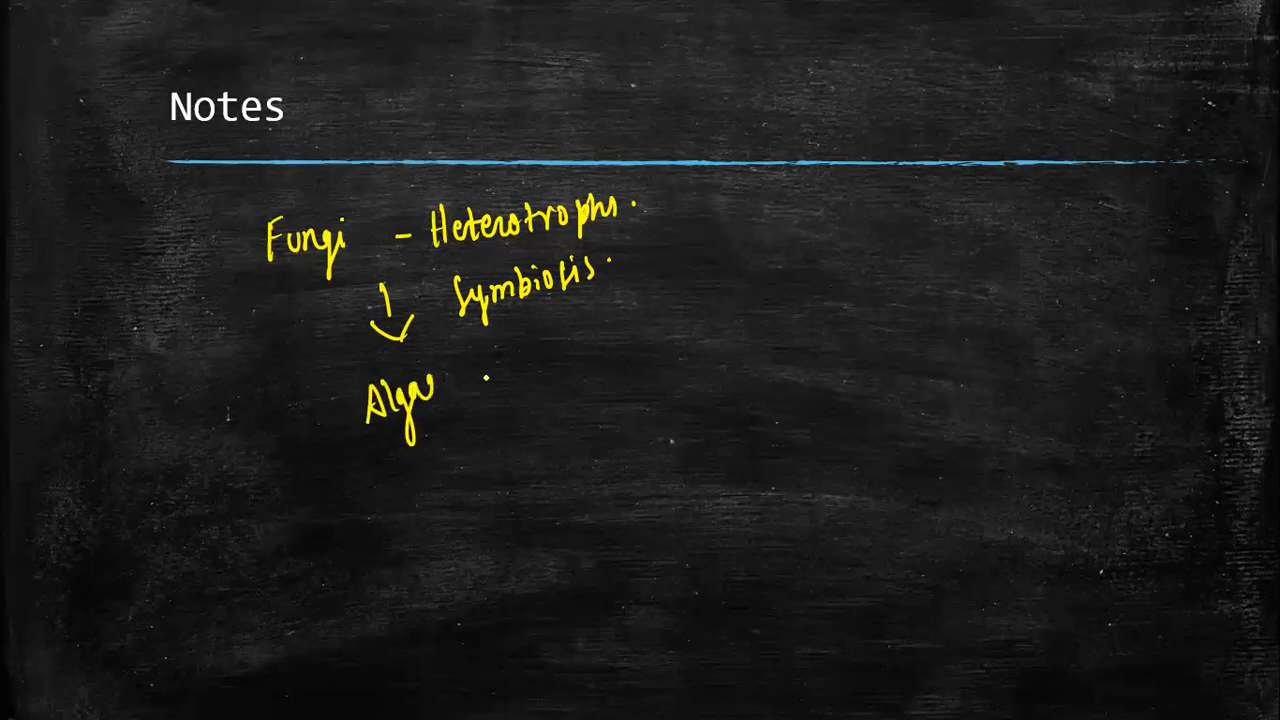 Notes
Fungi - Heterotrophs.
Symbiosis.
Algae